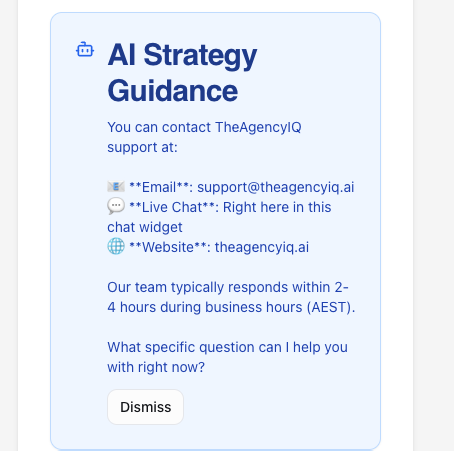 AI Strategy
Guidance
You can contact TheAgencyIQ
support at:
📧 **Email**: support@theagencyiq.ai
💬 **Live Chat**: Right here in this
chat widget
🌐 **Website**: theagencyiq.ai
Our team typically responds within 2-
4 hours during business hours (AEST).
What specific question can I help you
with right now?
Dismiss